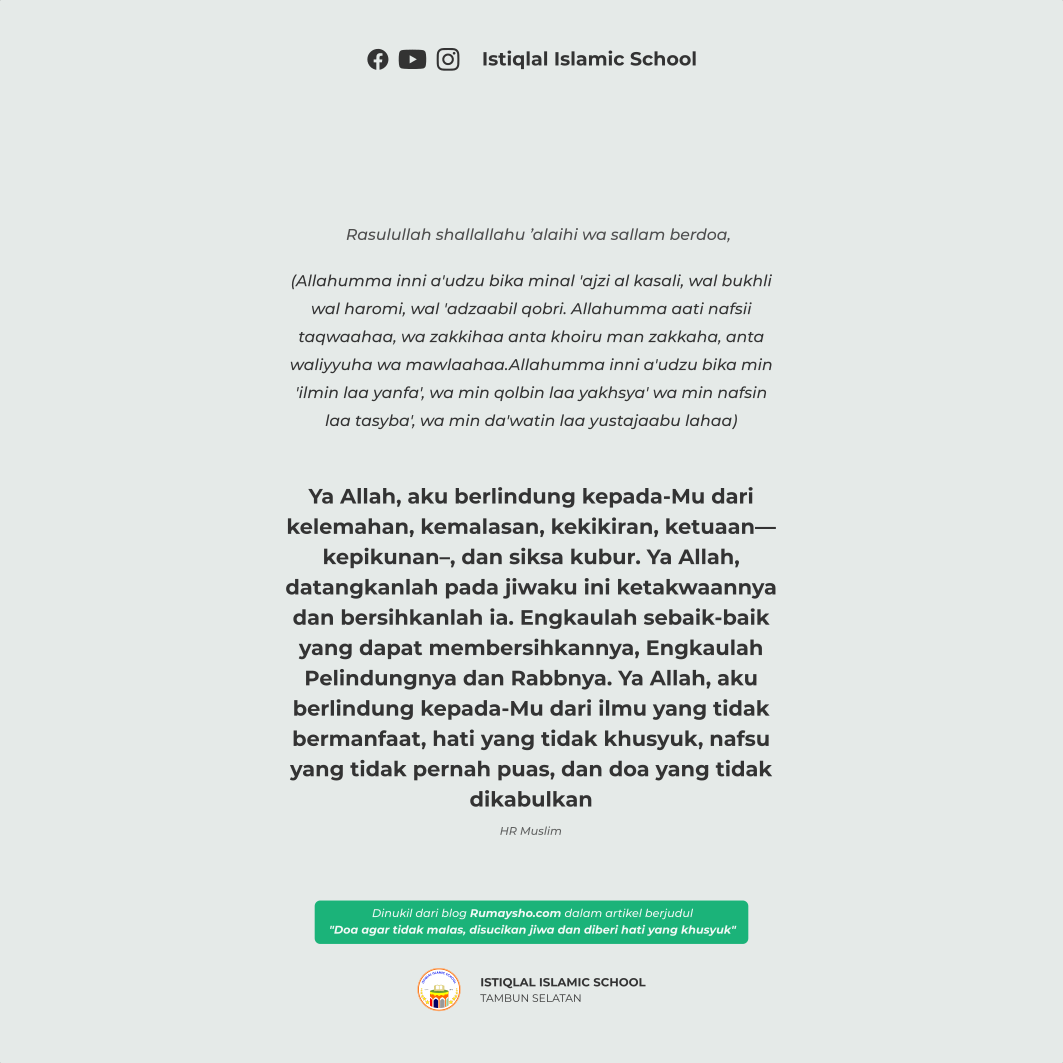 Istiqlal Islamic School
Rasulullah shallallahu 'alaihi wa sallam berdoa,
(Allahumma inni a'udzu bika minal 'ajzi al kasali, wal bukhli
wal haromi, wal 'adzaabil qobri. Allahumma aati nafsii
taqwaahaa, wa zakkihaa anta khoiru man zakkaha, anta
waliyyuha wa mawlaahaa.Allahumma inni a'udzu bika min
'ilmin laa yanfa', wa min qolbin laa yakhsya' wa min nafsin
laa tasyba', wa min da'watin laa yustajaabu lahaa)
Ya Allah, aku berlindung kepada-Mu dari
kelemahan, kemalasan, kekikiran, ketuaan—
kepikunan–, dan siksa kubur. Ya Allah,
datangkanlah pada jiwaku ini ketakwaannya
dan bersihkanlah ia. Engkaulah sebaik-baik
yang dapat membersihkannya, Engkaulah
Pelindungnya dan Rabbnya. Ya Allah, aku
berlindung kepada-Mu dari ilmu yang tidak
bermanfaat, hati yang tidak khusyuk, nafsu
yang tidak pernah puas, dan doa yang tidak
dikabulkan
HR Muslim
Dinukil dari blog Rumaysho.com dalam artikel berjudul
"Doa agar tidak malas, disucikan jiwa dan diberi hati yang khusyuk"
ISTIQLAL ISLAMIC SCHOOL
TAMBUN SELATAN